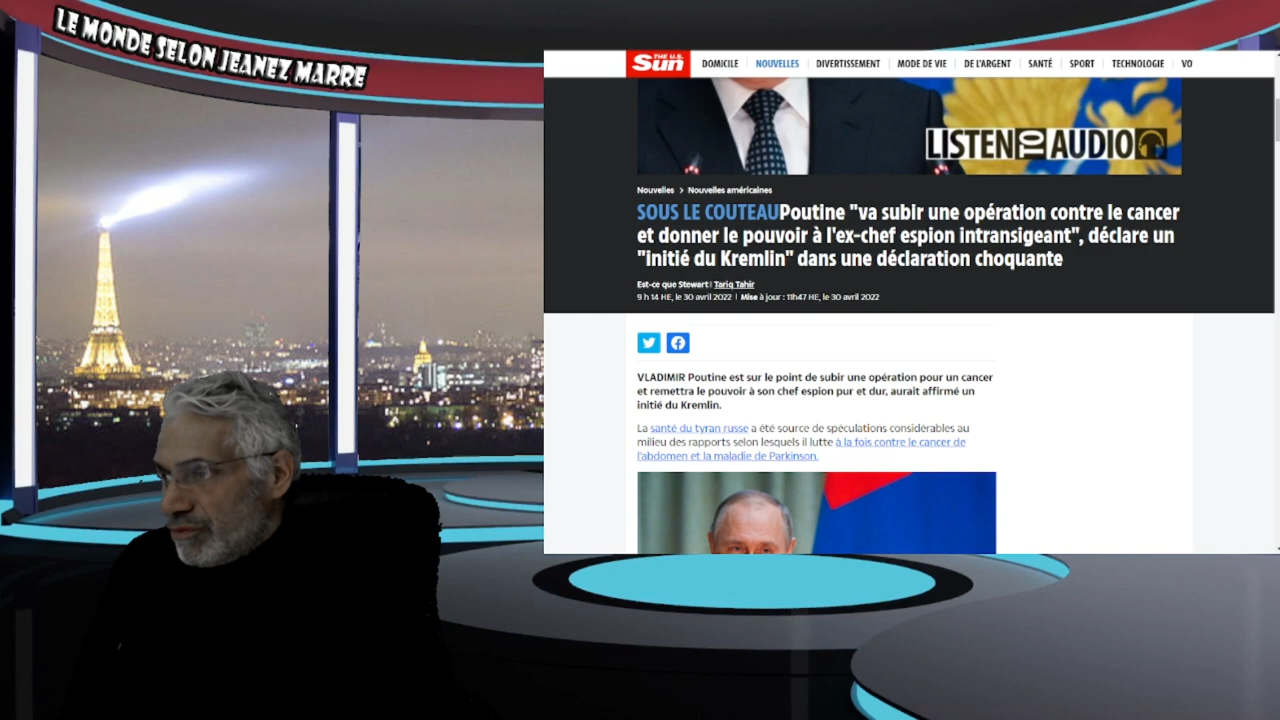 LE MONDE SELON JEANEZ MARRE
THE U.S. Sun
DOMICILE NOUVELLES DIVERTISSEMENT MODE DE VIE DE L'ARGENT SANTÉ SPORT TECHNOLOGIE VO
LISTEN TO AUDIO
Nouvelles > Nouvelles américaines
SOUS LE COUTEAUPoutine "va subir une opération contre le cancer
et donner le pouvoir à l'ex-chef espion intransigeant", déclare un
"initié du Kremlin" dans une déclaration choquante
Est-ce que Stewart| Tariq Tahir
9 h 14 HE, le 30 avril 2022 | Mise à jour : 11h47 HE, le 30 avril 2022
VLADIMIR Poutine est sur le point de subir une opération pour un cancer
et remettra le pouvoir à son chef espion pur et dur, aurait affirmé un
initié du Kremlin.
La santé du tyran russe a été source de spéculations considérables au
milieu des rapports selon lesquels il lutte à la fois contre le cancer de
l'abdomen et la maladie de Parkinson.